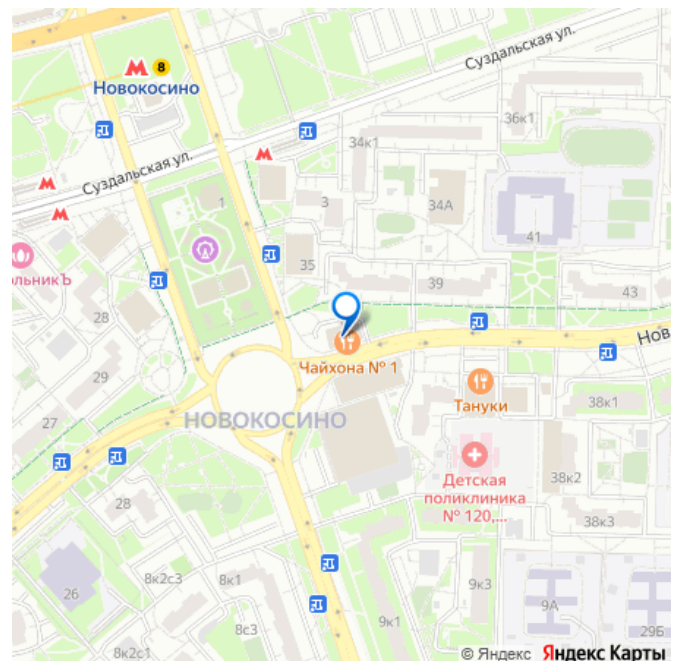 Суздальская ул.
8
Новокосино
36к1
34к1
Суздальская ул.
1
3
34А
41
35
ольникЪ
39
43
28
Нов
Чайхона № 1
29
Тануки
38к1
27
НОВОКОСИНО
Детская
поликлиника
№ 120,...
38к2
28
38к3
8к2с3
8к1
9к3
26
9А
8с3
9к1
29Б
8к2с1
© Яндекс Яндекс Карты